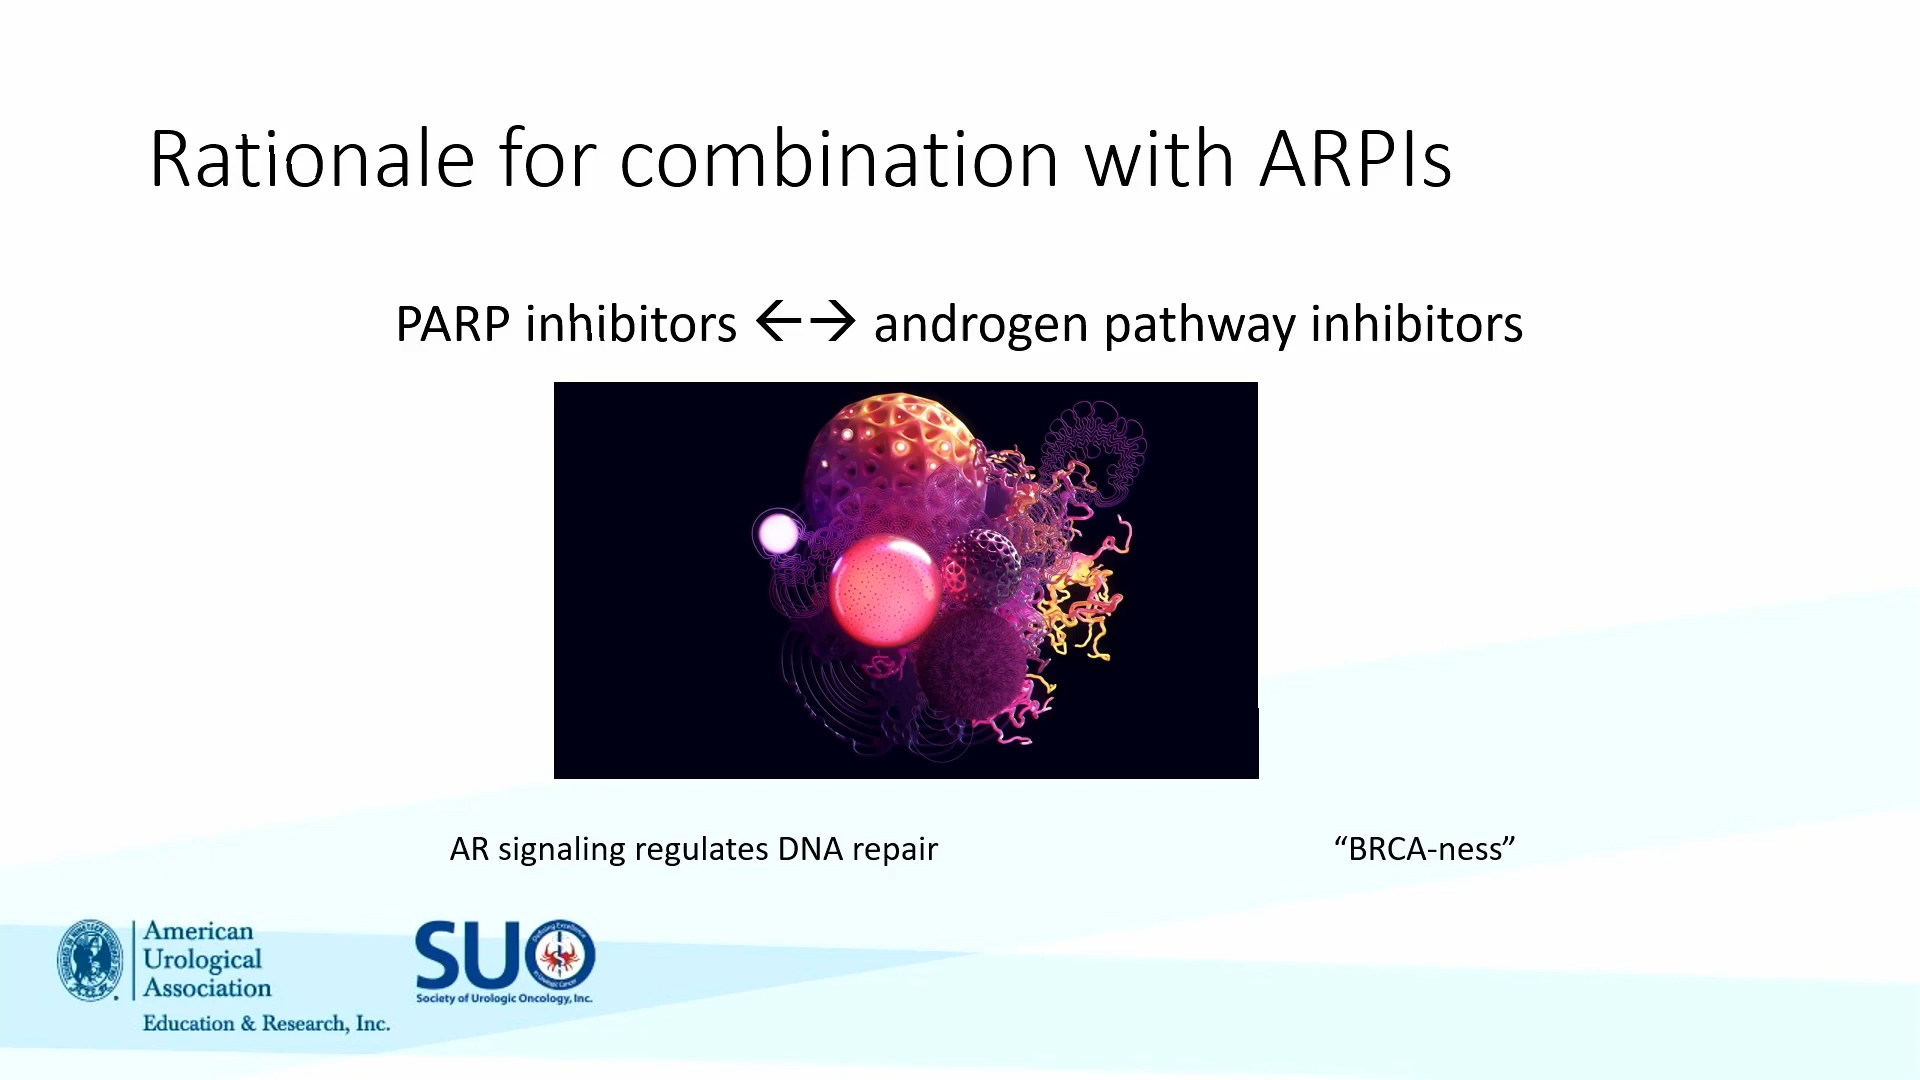 Rationale for combination with ARPIs
PARP inhibitors ←→ androgen pathway inhibitors
AR signaling regulates DNA repair
“BRCA-ness”
American
Urological
Association
Education & Research, Inc.
SUO
Society of Urologic Oncology, Inc.